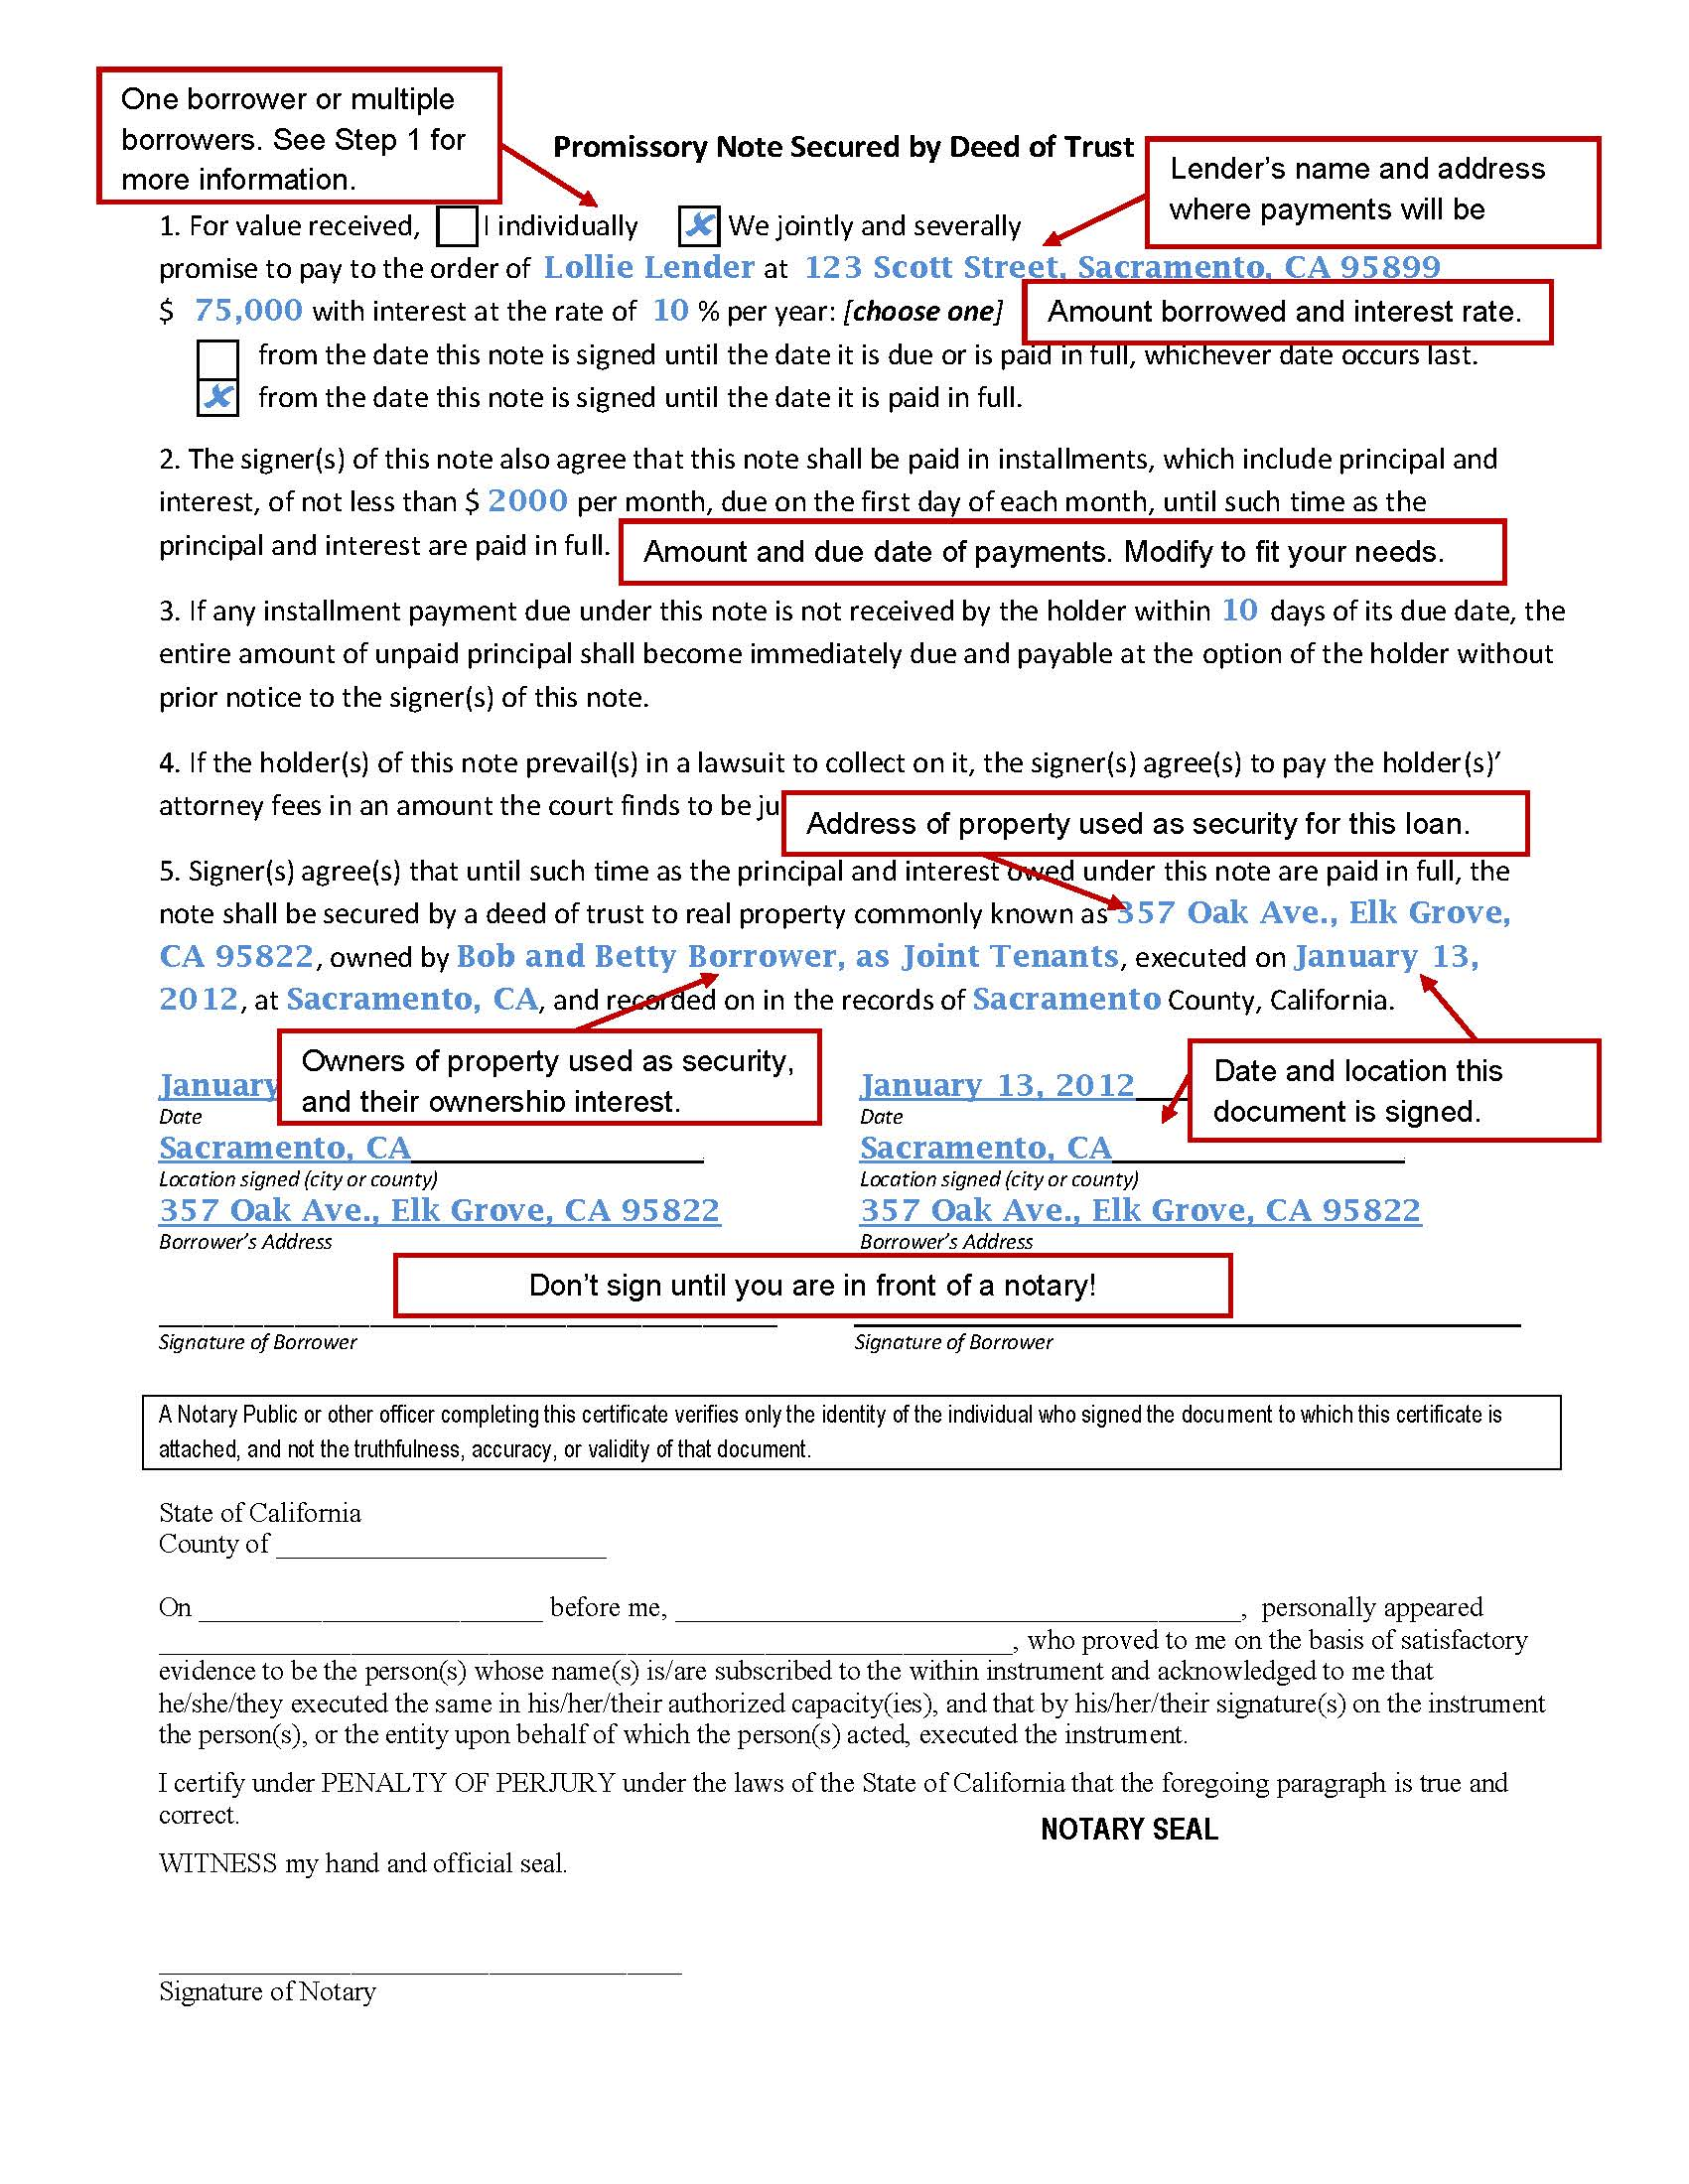 One borrower or multiple
borrowers. See Step 1 for
more information.
Promissory Note Secured by Deed of Trust
Lender’s name and address
where payments will be
1. For value received, I individually We jointly and severally
promise to pay to the order of Lollie Lender at 123 Scott Street, Sacramento, CA 95899
$ 75,000 with interest at the rate of 10 % per year: [choose one]
Amount borrowed and interest rate.
from the date this note is signed until the date it is due or is paid in full, whichever date occurs last.
from the date this note is signed until the date it is paid in full.
2. The signer(s) of this note also agree that this note shall be paid in installments, which include principal and
interest, of not less than $ 2000 per month, due on the first day of each month, until such time as the
principal and interest are paid in full.
Amount and due date of payments. Modify to fit your needs.
3. If any installment payment due under this note is not received by the holder within 10 days of its due date, the
entire amount of unpaid principal shall become immediately due and payable at the option of the holder without
prior notice to the signer(s) of this note.
4. If the holder(s) of this note prevail(s) in a lawsuit to collect on it, the signer(s) agree(s) to pay the holder(s)’
attorney fees in an amount the court finds to be ju
Address of property used as security for this loan.
5. Signer(s) agree(s) that until such time as the principal and interest owed under this note are paid in full, the
note shall be secured by a deed of trust to real property commonly known as 357 Oak Ave., Elk Grove,
CA 95822, owned by Bob and Betty Borrower, as Joint Tenants, executed on January 13,
2012, at Sacramento, CA, and recorded on in the records of Sacramento County, California.
Owners of property used as security,
and their ownership interest.
Date and location this
document is signed.
January January 13, 2012
Date Date
Sacramento, CA Sacramento, CA
Location signed (city or county) Location signed (city or county)
357 Oak Ave., Elk Grove, CA 95822 357 Oak Ave., Elk Grove, CA 95822
Borrower’s Address Borrower’s Address
Don’t sign until you are in front of a notary!
Signature of Borrower Signature of Borrower
A Notary Public or other officer completing this certificate verifies only the identity of the individual who signed the document to which this certificate is
attached, and not the truthfulness, accuracy, or validity of that document.
State of California
County of
On before me, , personally appeared
, who proved to me on the basis of satisfactory
evidence to be the person(s) whose name(s) is/are subscribed to the within instrument and acknowledged to me that
he/she/they executed the same in his/her/their authorized capacity(ies), and that by his/her/their signature(s) on the instrument
the person(s), or the entity upon behalf of which the person(s) acted, executed the instrument.
I certify under PENALTY OF PERJURY under the laws of the State of California that the foregoing paragraph is true and
correct.
NOTARY SEAL
WITNESS my hand and official seal.
Signature of Notary